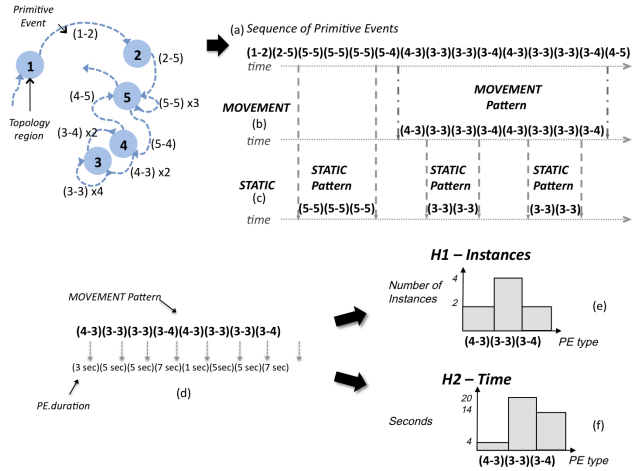 Primitive
Event
(1-2)
1
2
(2-5)
5
(5-5) x3
(4-5)
(5-4)
(3-4) x2
4
3
(4-3) x2
(3-3) x4
Topology
region
(a) Sequence of Primitive Events
(1-2)(2-5)(5-5)(5-5)(5-5)(5-4)(4-3)(3-3)(3-3)(3-4)(4-3)(3-3)(3-3)(3-4)(4-5)
time
MOVEMENT
Pattern
MOVEMENT
(b)
(4-3)(3-3)(3-3)(3-4)(4-3)(3-3)(3-3)(3-4)
time
STATIC
(c)
STATIC
Pattern
STATIC
Pattern
STATIC
Pattern
(5-5)(5-5)(5-5)
(3-3)(3-3)
(3-3)(3-3)
time
MOVEMENT Pattern
(4-3)(3-3)(3-3)(3-4)(4-3)(3-3)(3-3)(3-4)
(3 sec)(5 sec)(5 sec)(7 sec)(1 sec)(5sec)(5 sec)(7 sec)
PE.duration
(d)
H1 – Instances
Number of
Instances
4
2
(e)
(4-3)(3-3)(3-4)
PE type
H2 – Time
Seconds
20
14
4
(f)
(4-3)(3-3)(3-4)
PE type